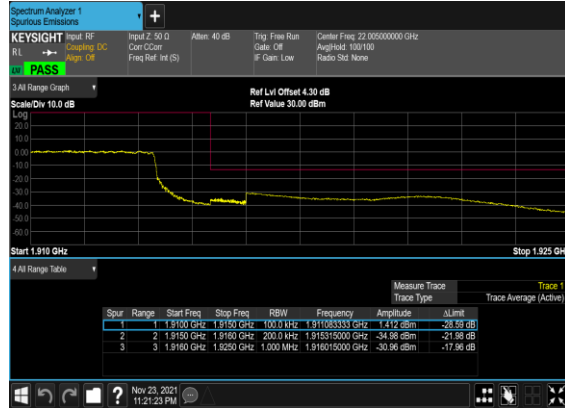 Spectrum Analyzer 1
Spurious Emissions
+
KEYSIGHT Input: RF Input Z: 50 Ω Atten: 40 dB Trig: Free Run Center Freq: 22.005000000 GHz
RL Coupling: DC Corr CCorr Gate: Off Avg|Hold: 100/100
Align: Off Freq Ref: Int (S) IF Gain: Low Radio Std: None
LV PASS
3 All Range Graph
Ref Lvl Offset 4.30 dB
Scale/Div 10.0 dB Ref Value 30.00 dBm
Log
20.0
10.0
0.00
-10.0
-20.0
-30.0
-40.0
-50.0
-60.0
Start 1.910 GHz Stop 1.925 GH
4 All Range Table
Measure Trace Trace 1
Trace Type Trace Average (Active)
Spur Range Start Freq Stop Freq RBW Frequency Amplitude ΔLimit
1 1 1.9100 GHz 1.9150 GHz 100.0 kHz 1.911083333 GHz 1.412 dBm -28.59 dB
2 2 1.9150 GHz 1.9160 GHz 200.0 kHz 1.915315000 GHz -34.98 dBm -21.98 dB
3 3 1.9160 GHz 1.9250 GHz 1.000 MHz 1.916015000 GHz -30.96 dBm -17.96 dB
? Nov 23, 2021
11:21:23 PM